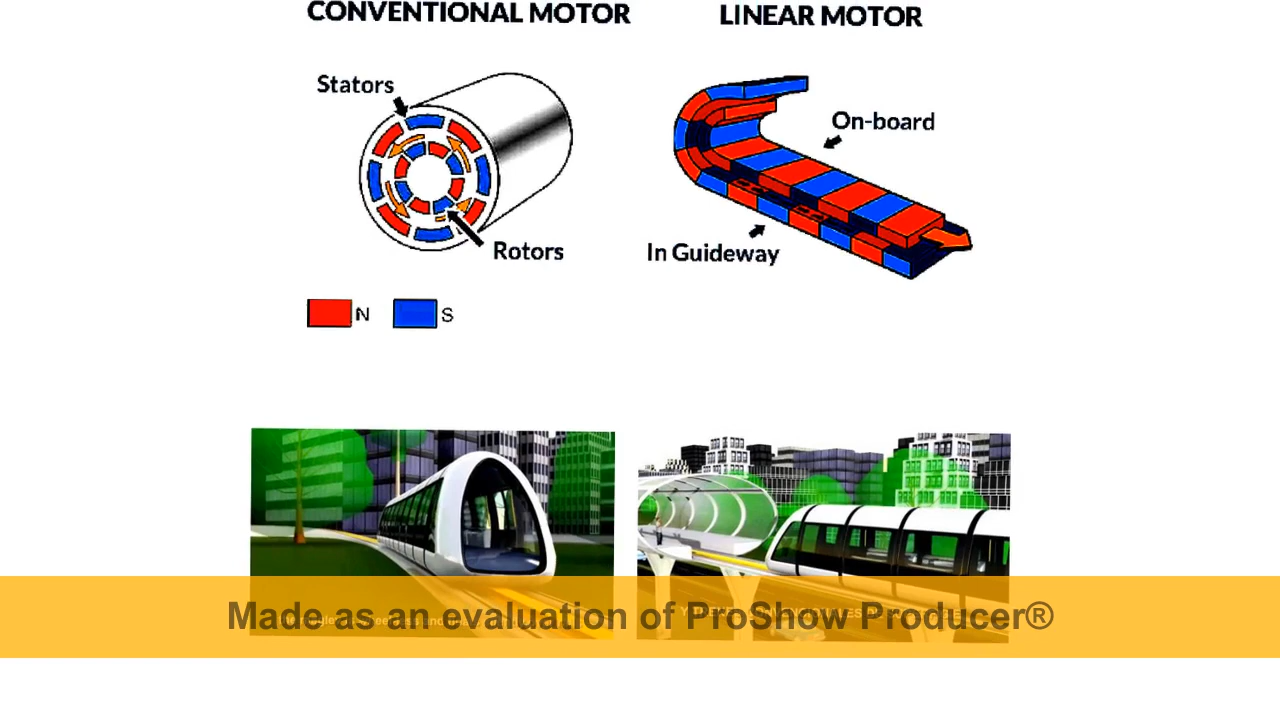 CONVENTIONAL MOTOR
LINEAR MOTOR
Stators
On-board
Rotors
In Guideway
N
S
Made as an evaluation of ProShow Producer®